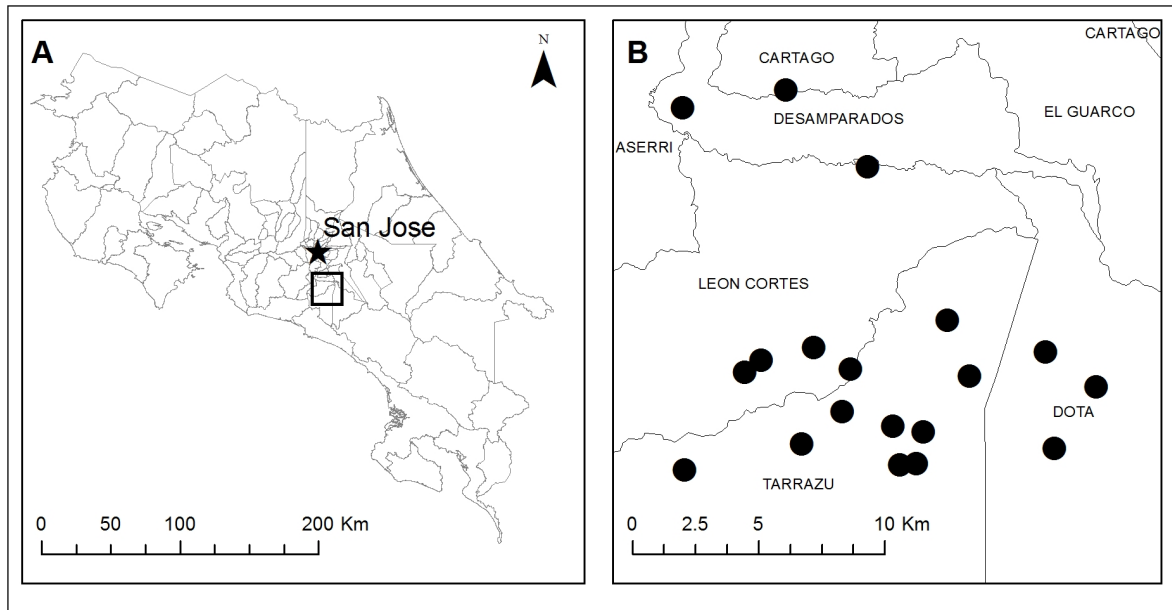 A
N
San Jose
0 50 100 200 Km
B
CARTAGO
CARTAGO
DESAMPARADOS
EL GUARCO
ASERRI
LEON CORTES
DOTA
TARRAZU
0 2.5 5 10 Km